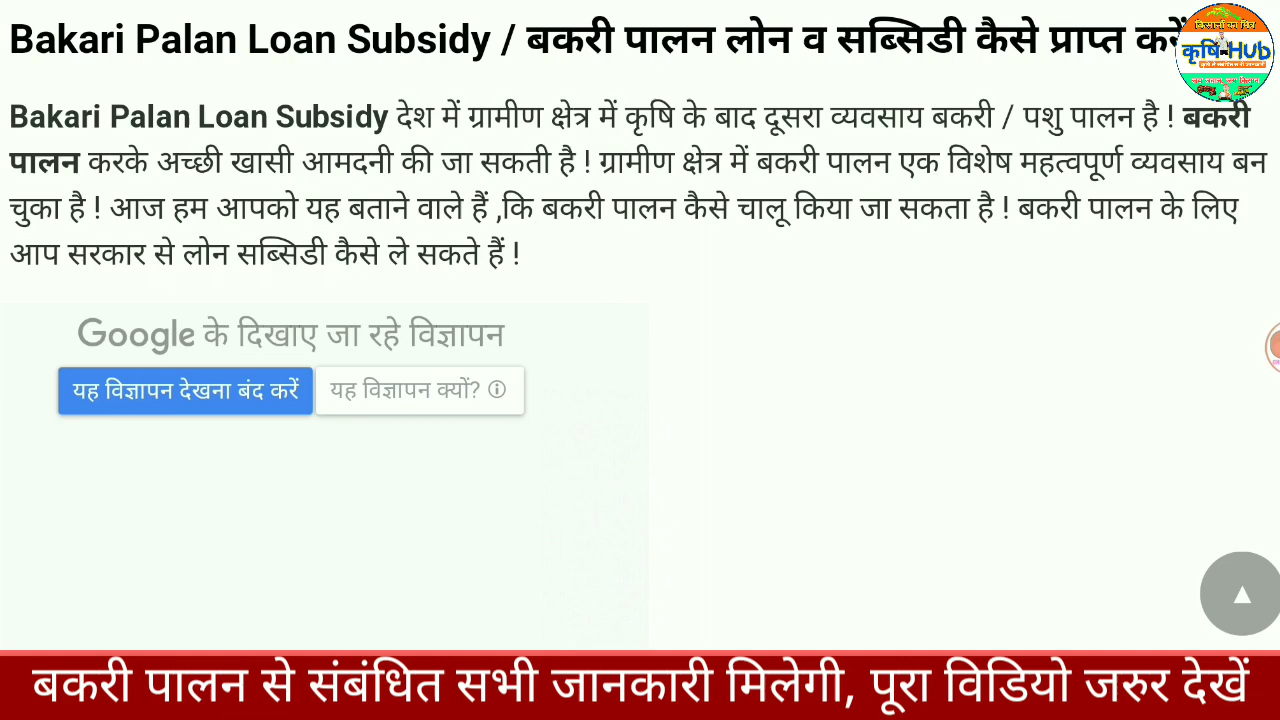 Bakari Palan Loan Subsidy / बकरी पालन लोन व सब्सिडी कैसे प्राप्त करें
किसानों का मित्र
कृषि Hub
Bakari Palan Loan Subsidy देश में ग्रामीण क्षेत्र में कृषि के बाद दूसरा व्यवसाय बकरी / पशु पालन है ! बकरी
पालन करके अच्छी खासी आमदनी की जा सकती है ! ग्रामीण क्षेत्र में बकरी पालन एक विशेष महत्वपूर्ण व्यवसाय बन
चुका है ! आज हम आपको यह बताने वाले हैं ,कि बकरी पालन कैसे चालू किया जा सकता है ! बकरी पालन के लिए
आप सरकार से लोन सब्सिडी कैसे ले सकते हैं !
Google के दिखाए जा रहे विज्ञापन
यह विज्ञापन देखना बंद करें
यह विज्ञापन क्यों?
बकरी पालन से संबंधित सभी जानकारी मिलेगी, पूरा विडियो जरुर देखें